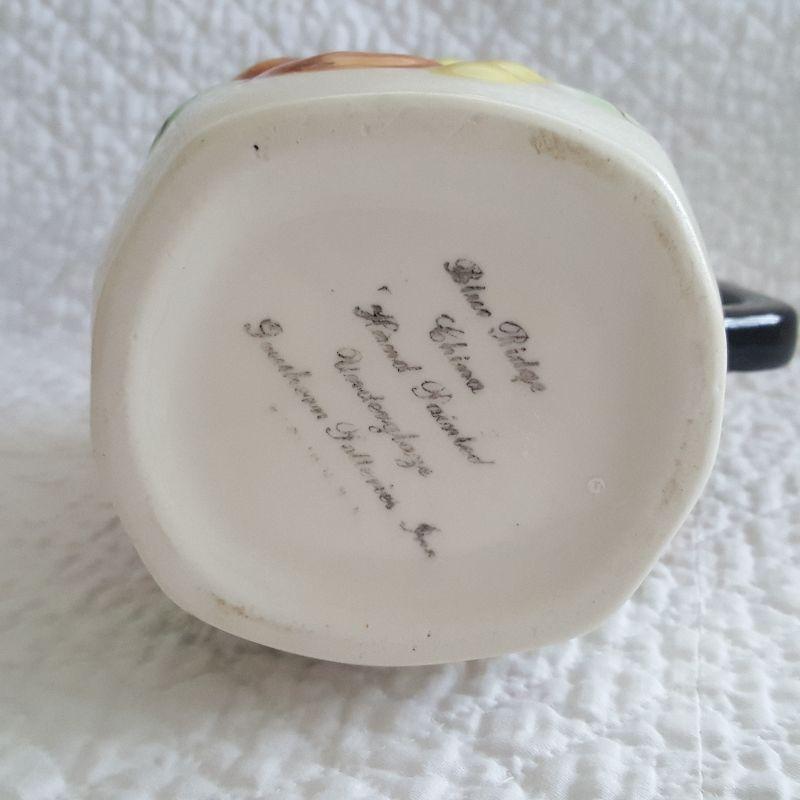 Blue Ridge
China
"Hand Painted
Underglaze
Southern Potteries Inc